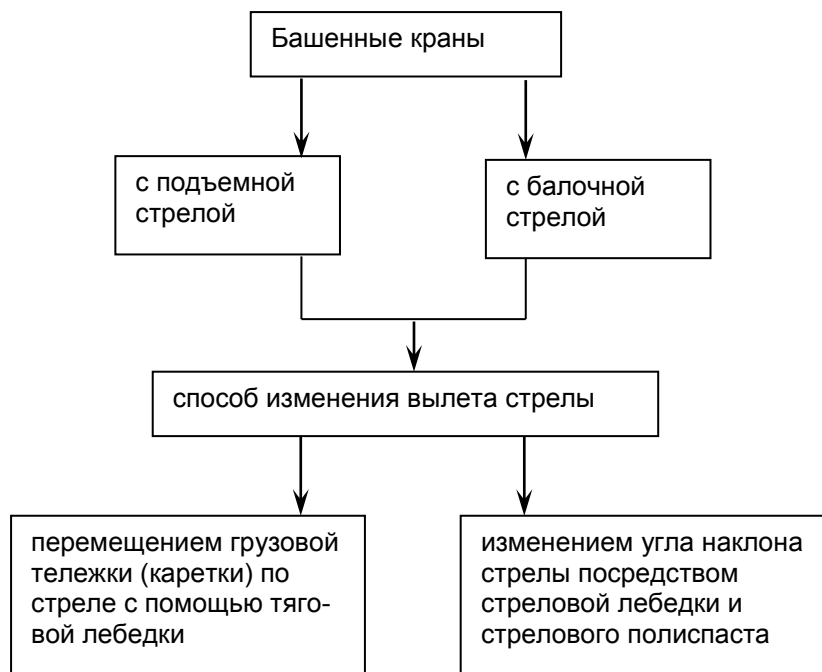 Башенные краны
с подъемной
стрелой
с балочной
стрелой
способ изменения вылета стрелы
перемещением грузовой
тележки (каретки) по
стреле с помощью тяго-
вой лебедки
изменением угла наклона
стрелы посредством
стреловой лебедки и
стрелового полиспаста